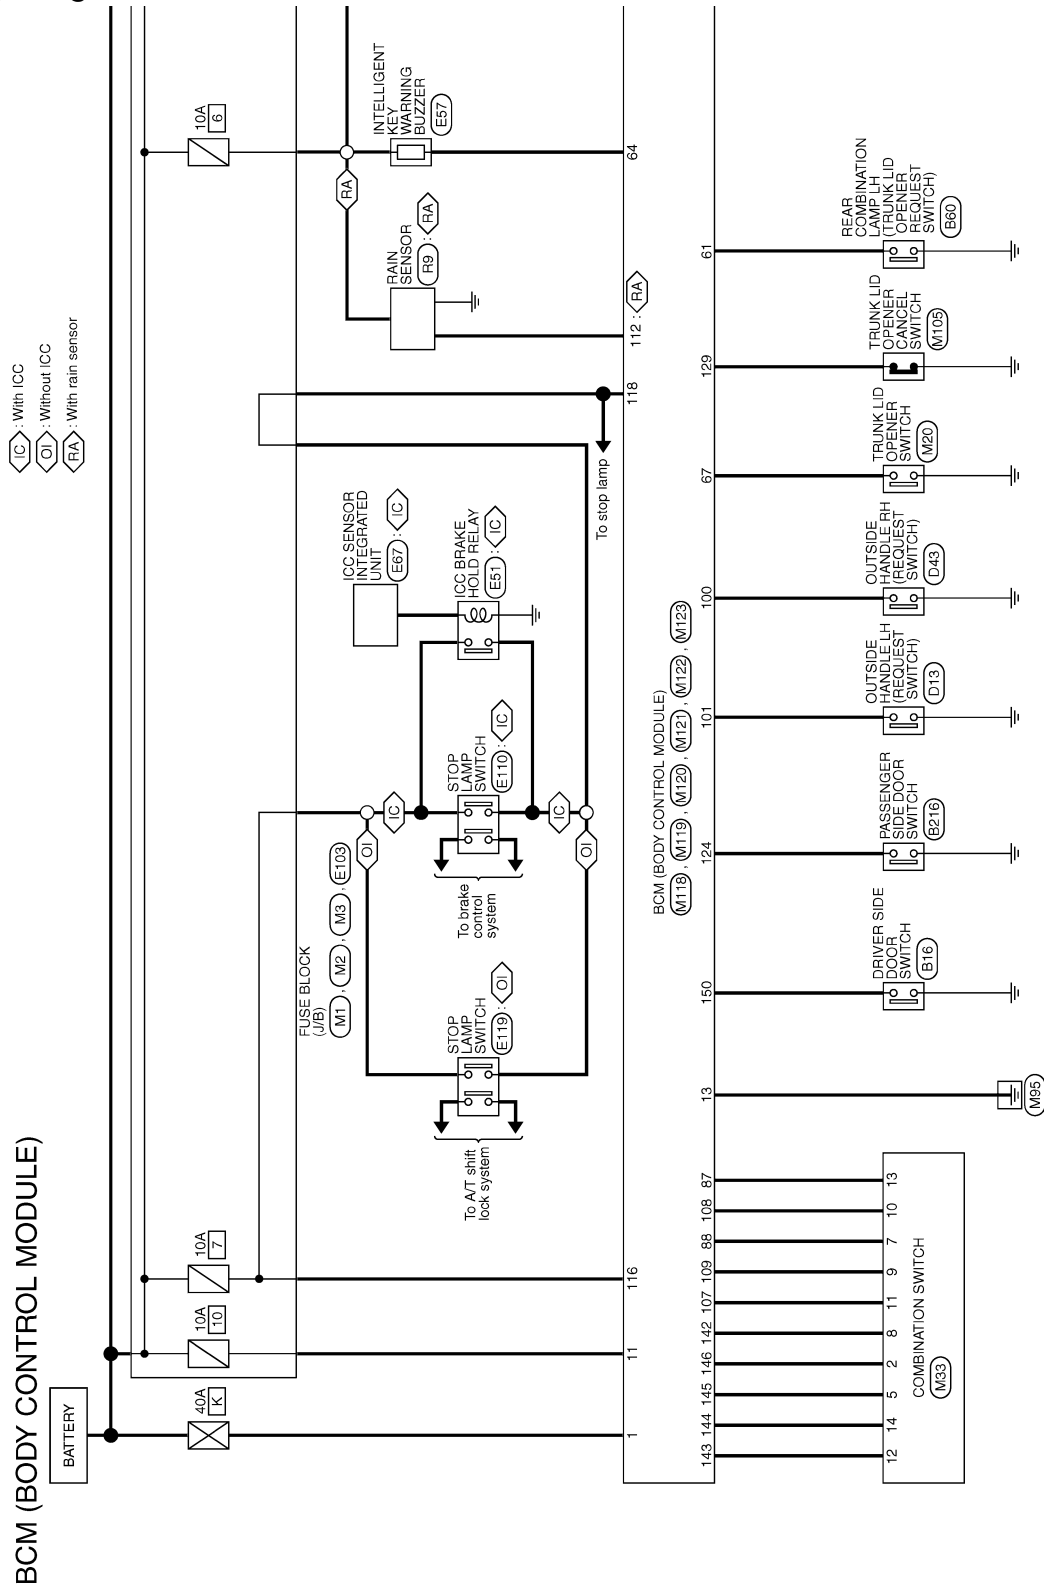 BCM (BODY CONTROL MODULE)
IC : With ICC
OI : Without ICC
RA : With rain sensor
BATTERY
40A
K
10A
10
10A
7
10A
6
FUSE BLOCK
(J/B)
M1 , M2 , M3 , E103
To A/T shift
lock system
STOP
LAMP
SWITCH
E119 : OI
OI
OI
IC
IC
To brake
control
system
STOP
LAMP
SWITCH
E110 : IC
ICC SENSOR
INTEGRATED
UNIT
E67 : IC
ICC BRAKE
HOLD RELAY
E51 : IC
To stop lamp
RAIN
SENSOR
R9 : RA
RA
INTELLIGENT
KEY
WARNING
BUZZER
E57
1
11
116
118
112 : RA
64
BCM (BODY CONTROL MODULE)
M118 , M119 , M120 , M121 , M122 , M123
143
144
145
146
142
107
109
88
108
87
13
150
124
101
100
67
129
61
12
14
5
2
8
11
9
7
10
13
COMBINATION SWITCH
M33
M95
DRIVER SIDE
DOOR
SWITCH
B16
PASSENGER
SIDE DOOR
SWITCH
B216
OUTSIDE
HANDLE LH
(REQUEST
SWITCH)
D13
OUTSIDE
HANDLE RH
(REQUEST
SWITCH)
D43
TRUNK LID
OPENER
SWITCH
M20
TRUNK LID
OPENER
CANCEL
SWITCH
M105
REAR
COMBINATION
LAMP LH
(TRUNK LID
OPENER
REQUEST
SWITCH)
B60